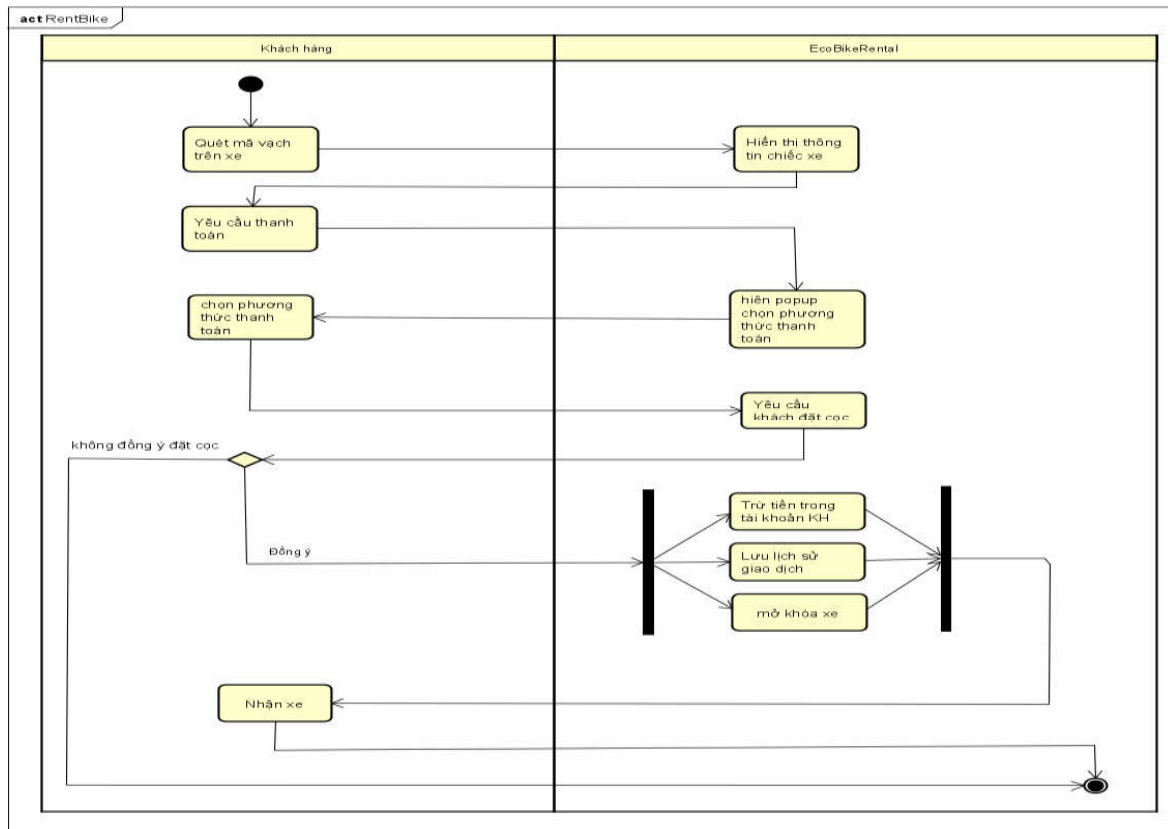 act RentBike
Khách hàng
EcoBikeRental
Quét mã vạch
trên xe
Hiển thị thông
tin chiếc xe
Yêu cầu thanh
toán
hiên popup
chọn phương
thức thanh
toán
chọn phương
thức thanh
toán
Yêu cầu
khách đặt cọc
không đồng ý đặt cọc
Trừ tiền trong
tài khoản KH
Đồng ý
Lưu lịch sử
giao dịch
mở khóa xe
Nhận xe